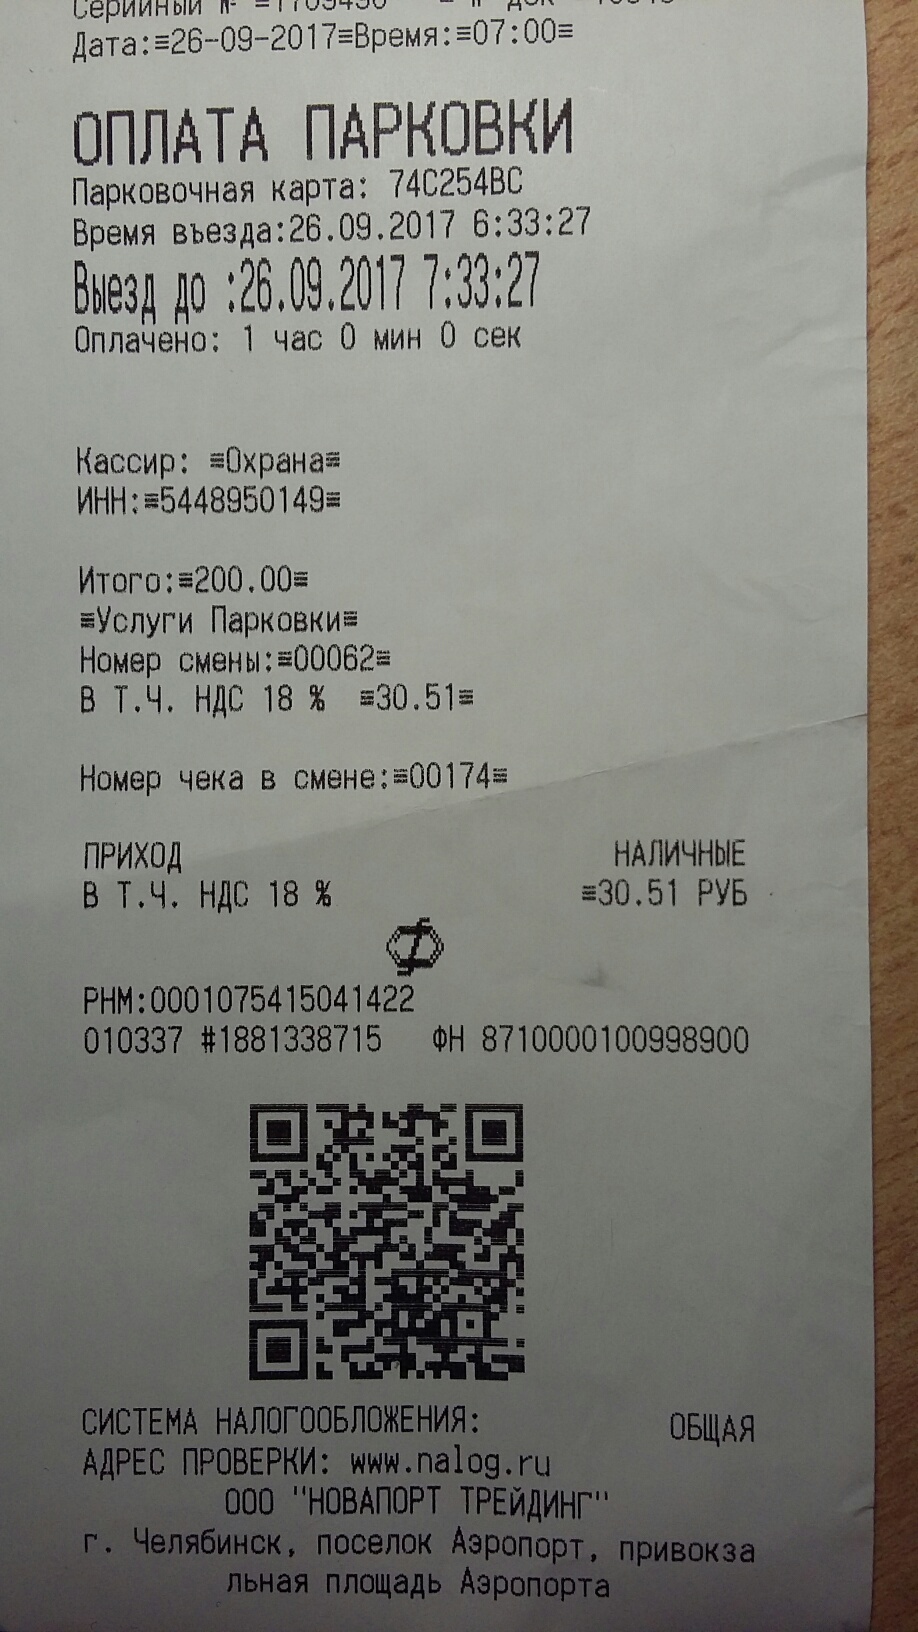 Серийный №
Дата:≡26-09-2017≡Время:≡07:00≡
ОПЛАТА ПАРКОВКИ
Парковочная карта: 74C254BC
Время въезда:26.09.2017 6:33:27
Выезд до :26.09.2017 7:33:27
Оплачено: 1 час 0 мин 0 сек
Кассир: ≡Охрана≡
ИНН:≡5448950149≡
Итого:≡200.00≡
≡Услуги Парковки≡
Номер смены:≡00062≡
В Т.Ч. НДС 18 % ≡30.51≡
Номер чека в смене:≡00174≡
ПРИХОД НАЛИЧНЫЕ
В Т.Ч. НДС 18 % ≡30.51 РУБ
РНМ:0001075415041422
010337 #1881338715 ФН 8710000100998900
СИСТЕМА НАЛОГООБЛОЖЕНИЯ: ОБЩАЯ
АДРЕС ПРОВЕРКИ: www.nalog.ru
ООО "НОВАПОРТ ТРЕЙДИНГ"
г. Челябинск, поселок Аэропорт, привокза
льная площадь Аэропорта